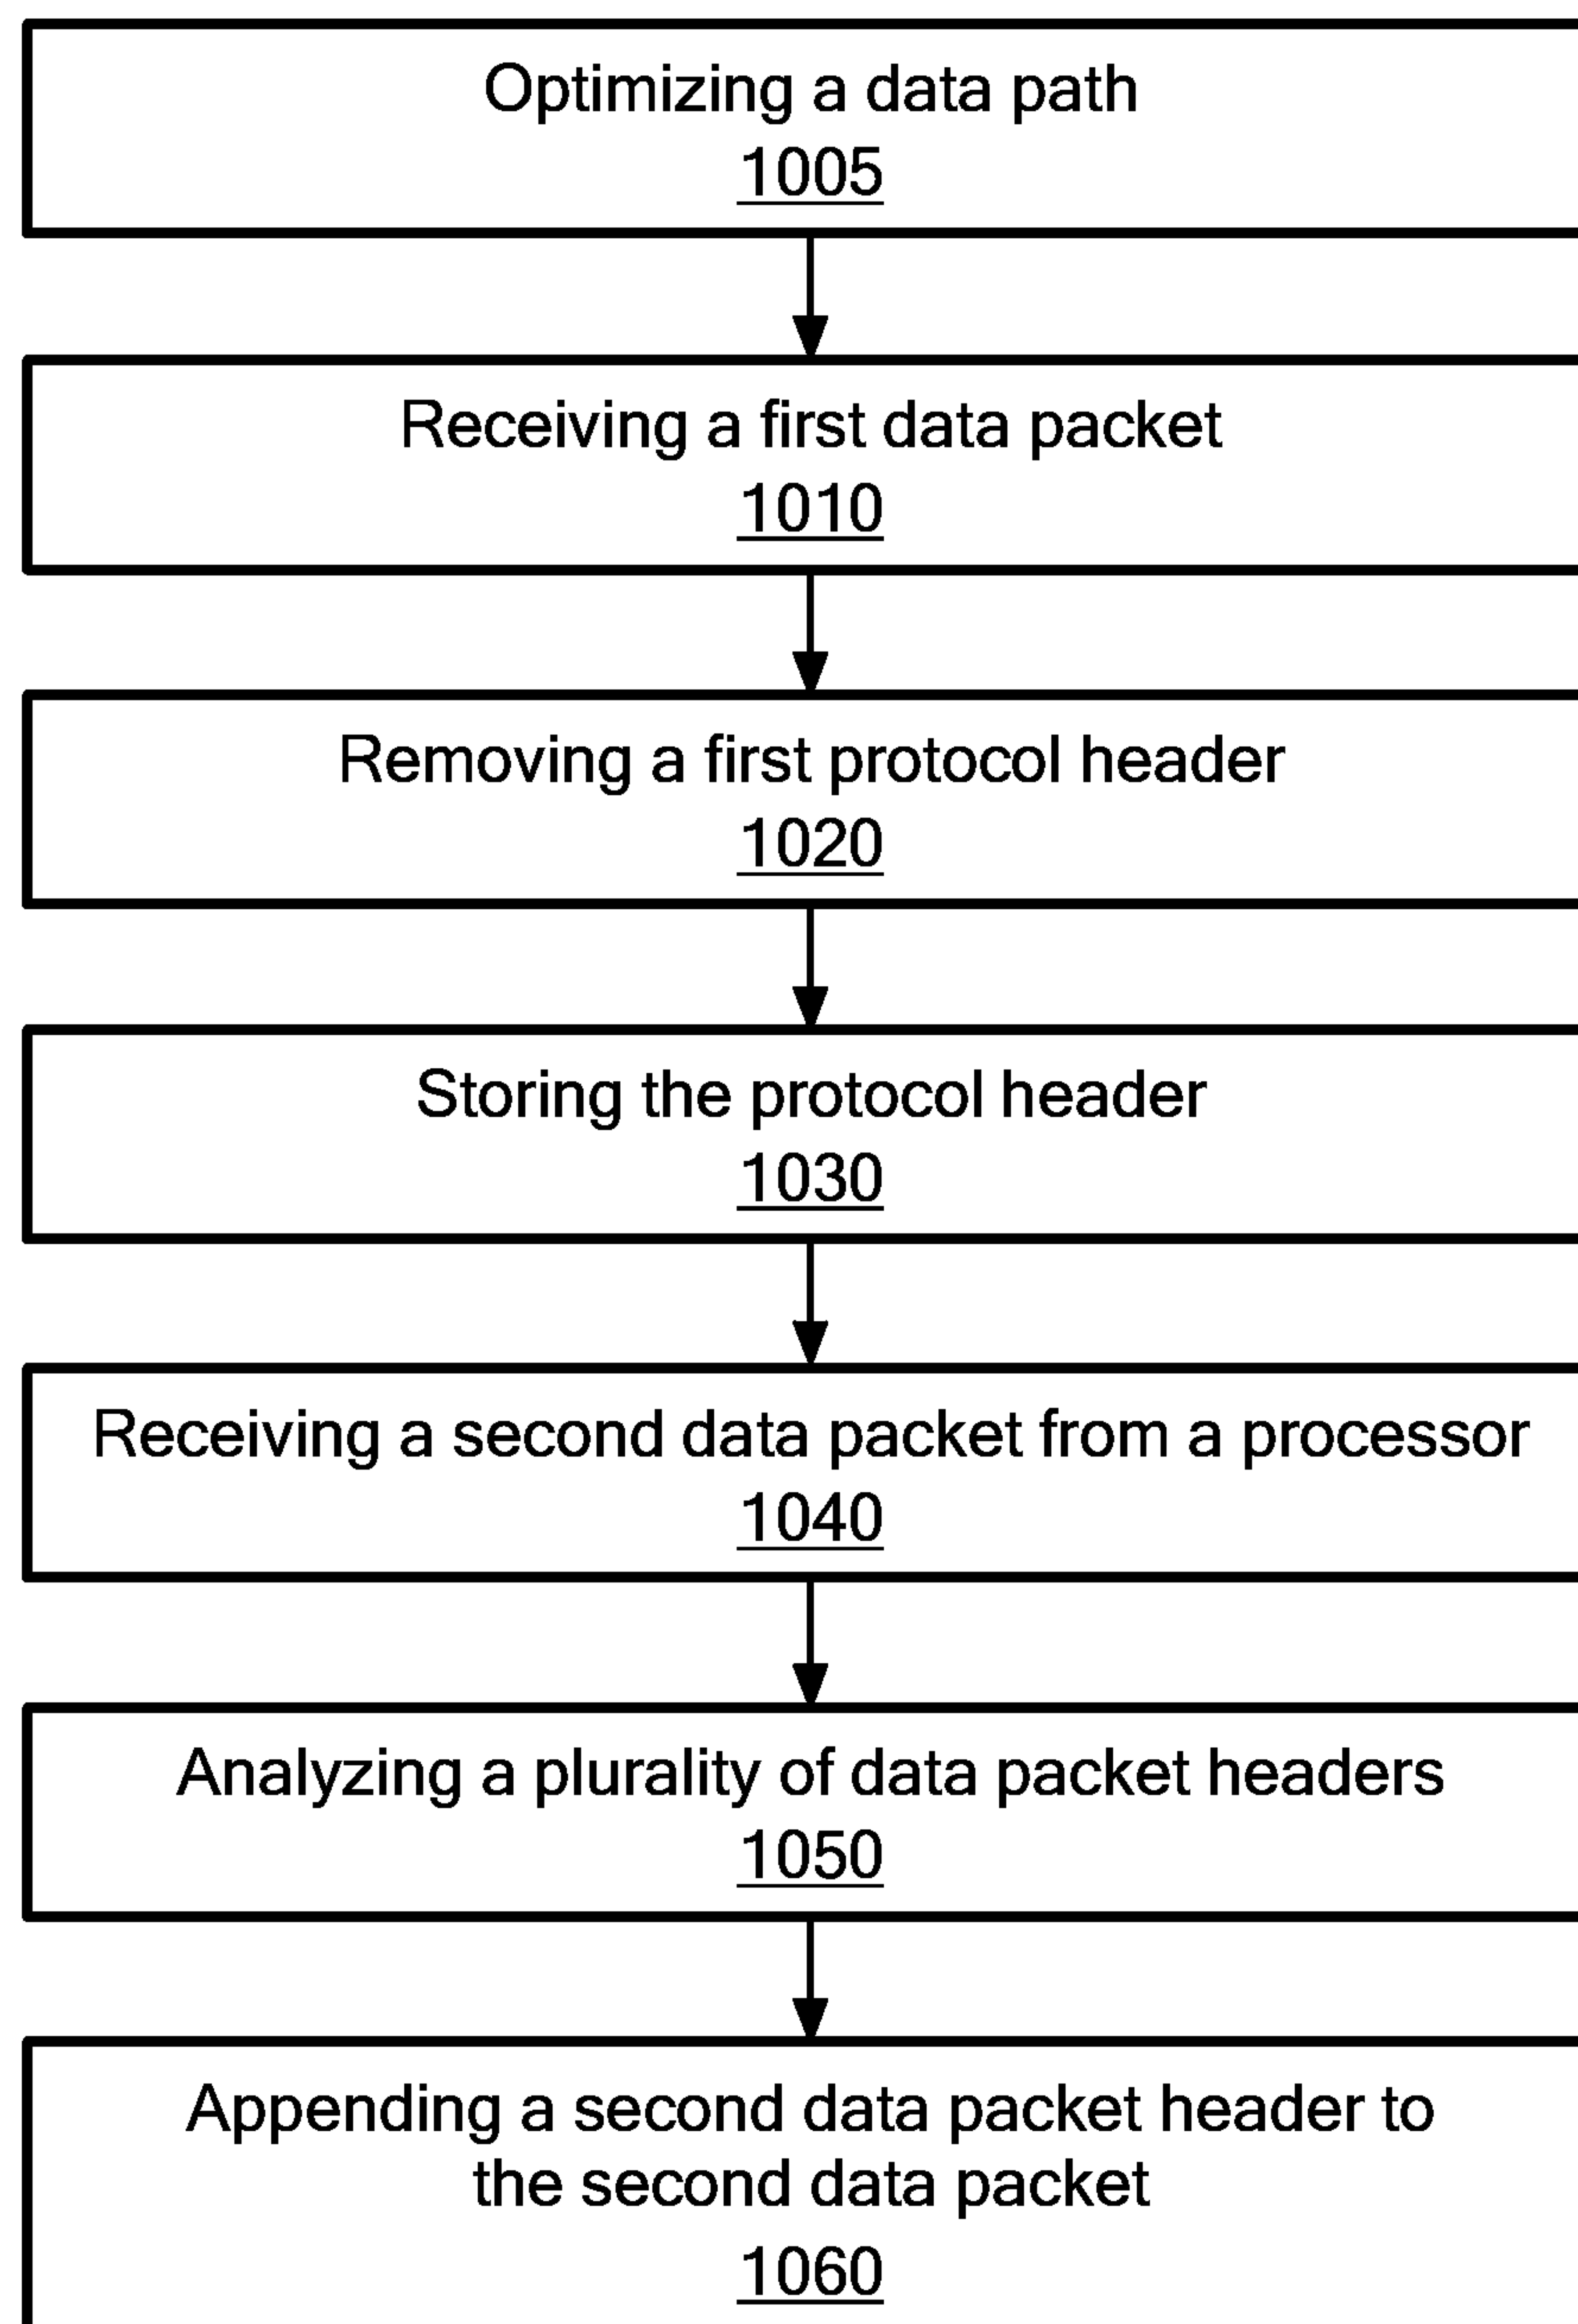 Optimizing a data path
1005
Receiving a first data packet
1010
Removing a first protocol header
1020
Storing the protocol header
1030
Receiving a second data packet from a processor
1040
Analyzing a plurality of data packet headers
1050
Appending a second data packet header to
the second data packet
1060